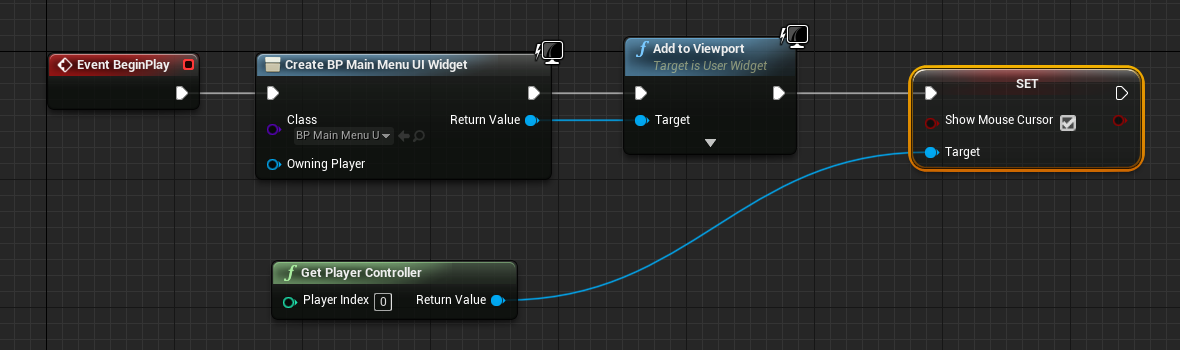 Event BeginPlay
Create BP Main Menu UI Widget
Class
BP Main Menu U
Return Value
Owning Player
f Add to Viewport
Target is User Widget
Target
SET
Show Mouse Cursor
Target
f Get Player Controller
Player Index 0
Return Value